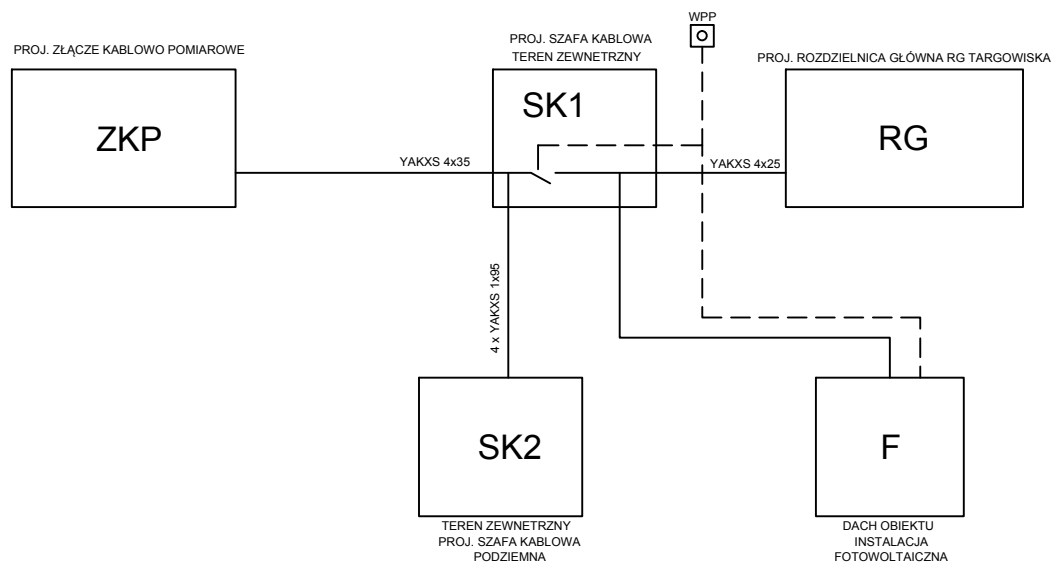 WPP
PROJ. ZŁĄCZE KABLOWO POMIAROWE
PROJ. SZAFA KABLOWA
TEREN ZEWNETRZNY
PROJ. ROZDZIELNICA GŁÓWNA RG TARGOWISKA
ZKP
SK1
RG
YAKXS 4x35
YAKXS 4x25
4 x YAKXS 1x95
SK2
F
TEREN ZEWNETRZNY
PROJ. SZAFA KABLOWA
PODZIEMNA
DACH OBIEKTU
INSTALACJA
FOTOWOLTAICZNA